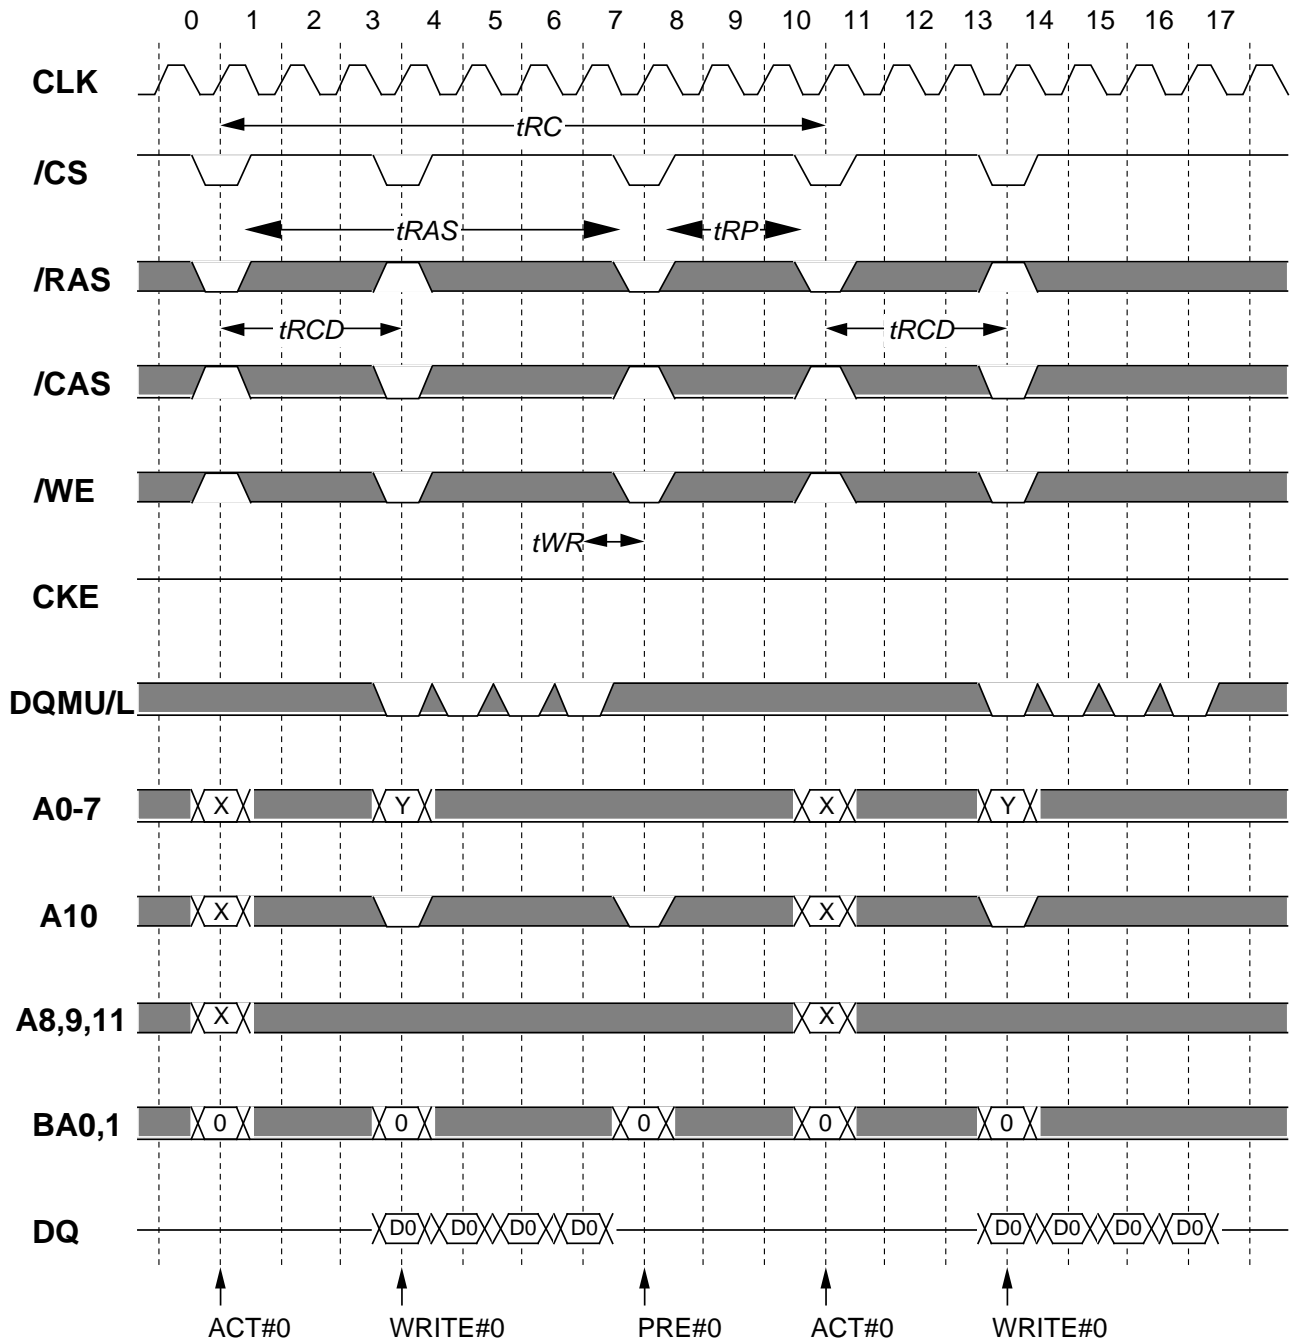 0 1 2 3 4 5 6 7 8 9 10 11 12 13 14 15 16 17
CLK
tRC
/CS
tRAS tRP
/RAS
tRCD tRCD
/CAS
/WE
tWR
CKE
DQMU/L
A0-7 X Y X Y
A10 X X
A8,9,11 X X
BA0,1 0 0 0 0 0
DQ D0 D0 D0 D0 D0 D0 D0 D0
ACT#0 WRITE#0 PRE#0 ACT#0 WRITE#0